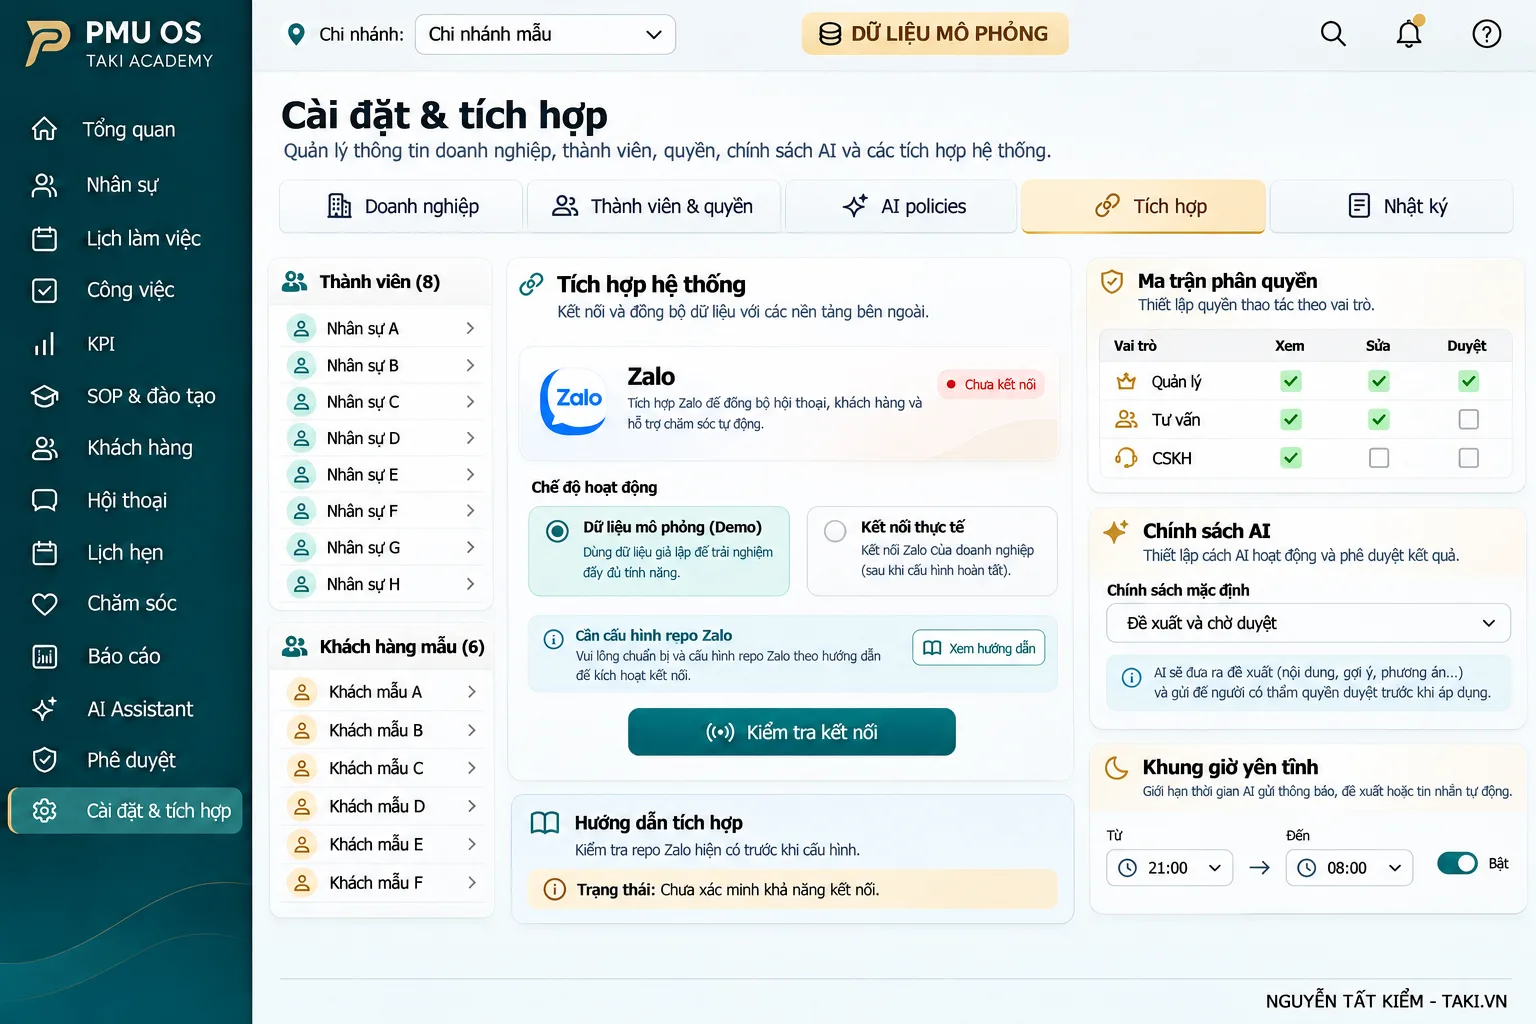 PMU OS
TAKI ACADEMY
Tổng quan
Nhân sự
Lịch làm việc
Công việc
KPI
SOP & đào tạo
Khách hàng
Hội thoại
Lịch hẹn
Chăm sóc
Báo cáo
AI Assistant
Phê duyệt
Cài đặt & tích hợp
Chi nhánh:
Chi nhánh mẫu
DỮ LIỆU MÔ PHỎNG
Cài đặt & tích hợp
Quản lý thông tin doanh nghiệp, thành viên, quyền, chính sách AI và các tích hợp hệ thống.
Doanh nghiệp
Thành viên & quyền
AI policies
Tích hợp
Nhật ký
Thành viên (8)
Nhân sự A
Nhân sự B
Nhân sự C
Nhân sự D
Nhân sự E
Nhân sự F
Nhân sự G
Nhân sự H
Khách hàng mẫu (6)
Khách mẫu A
Khách mẫu B
Khách mẫu C
Khách mẫu D
Khách mẫu E
Khách mẫu F
Tích hợp hệ thống
Kết nối và đồng bộ dữ liệu với các nền tảng bên ngoài.
Zalo
Zalo
Chưa kết nối
Tích hợp Zalo để đồng bộ hội thoại, khách hàng và
hỗ trợ chăm sóc tự động.
Chế độ hoạt động
Dữ liệu mô phỏng (Demo)
Dùng dữ liệu giả lập để trải nghiệm
đầy đủ tính năng.
Kết nối thực tế
Kết nối Zalo của doanh nghiệp
(sau khi cấu hình hoàn tất).
Cần cấu hình repo Zalo
Vui lòng chuẩn bị và cấu hình repo Zalo theo hướng dẫn
để kích hoạt kết nối.
Xem hướng dẫn
Kiểm tra kết nối
Hướng dẫn tích hợp
Kiểm tra repo Zalo hiện có trước khi cấu hình.
Trạng thái: Chưa xác minh khả năng kết nối.
Ma trận phân quyền
Thiết lập quyền thao tác theo vai trò.
Vai trò Xem Sửa Duyệt
Quản lý
Tư vấn
CSKH
Chính sách AI
Thiết lập cách AI hoạt động và phê duyệt kết quả.
Chính sách mặc định
Đề xuất và chờ duyệt
AI sẽ đưa ra đề xuất (nội dung, gợi ý, phương án...)
và gửi để người có thẩm quyền duyệt trước khi áp dụng.
Khung giờ yên tĩnh
Giới hạn thời gian AI gửi thông báo, đề xuất hoặc tin nhắn tự động.
Từ
Đến
21:00
08:00
Bật
NGUYỄN TẤT KIỂM - TAKI.VN